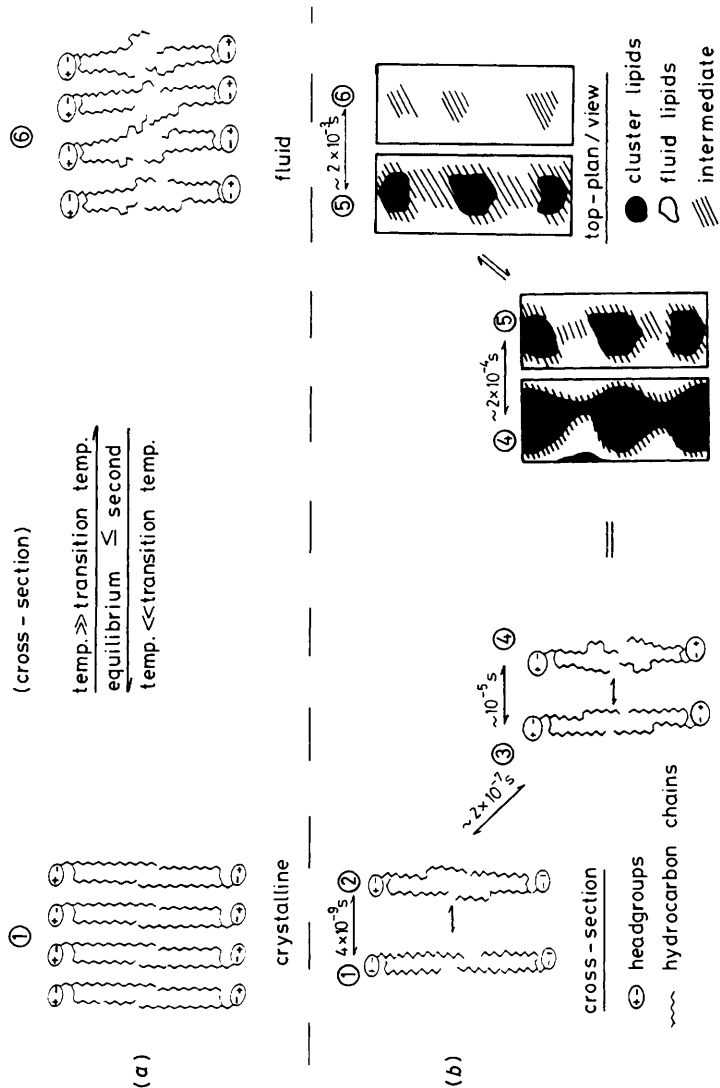 (a)
(cross-section)
①
⑥
temp.≫transition temp.
equilibrium ≤ second
temp.≪transition temp.
crystalline
fluid
(b)
① 4×10⁻⁹s ②
~2×10⁻⁷s
③ ~10⁻⁵s ④
=
④ ~2×10⁻⁴s ⑤
⑤ ~2×10⁻³s ⑥
cross-section
headgroups
hydrocarbon chains
top-plan/view
cluster lipids
fluid lipids
intermediate